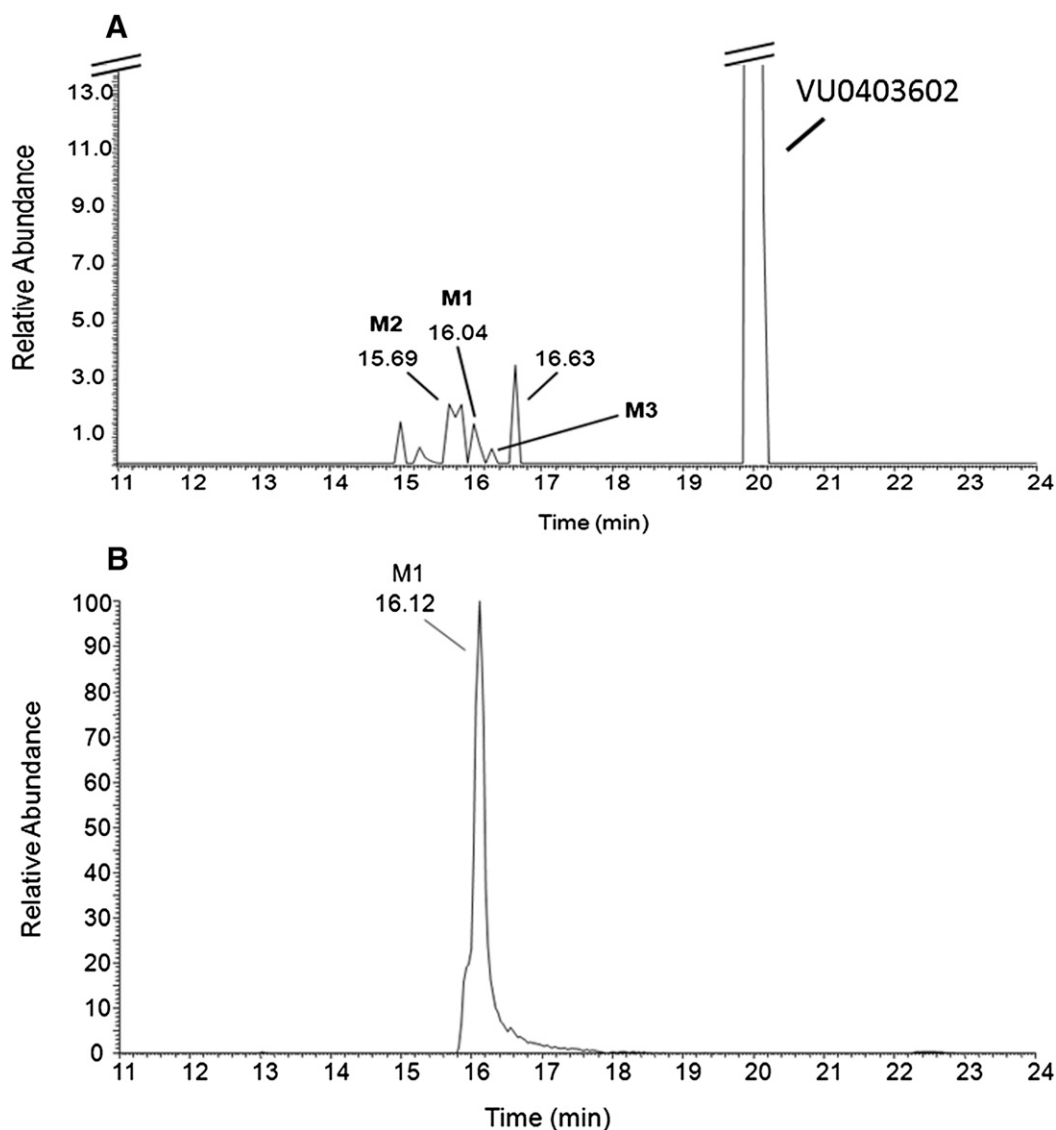 A
VU0403602
13.0
11.0
9.0
7.0
5.0
3.0
1.0
Relative Abundance
M2
15.69
M1
16.04
16.63
M3
11 12 13 14 15 16 17 18 19 20 21 22 23 24
Time (min)
B
M1
16.12
100
90
80
70
60
50
40
30
20
10
0
Relative Abundance
11 12 13 14 15 16 17 18 19 20 21 22 23 24
Time (min)